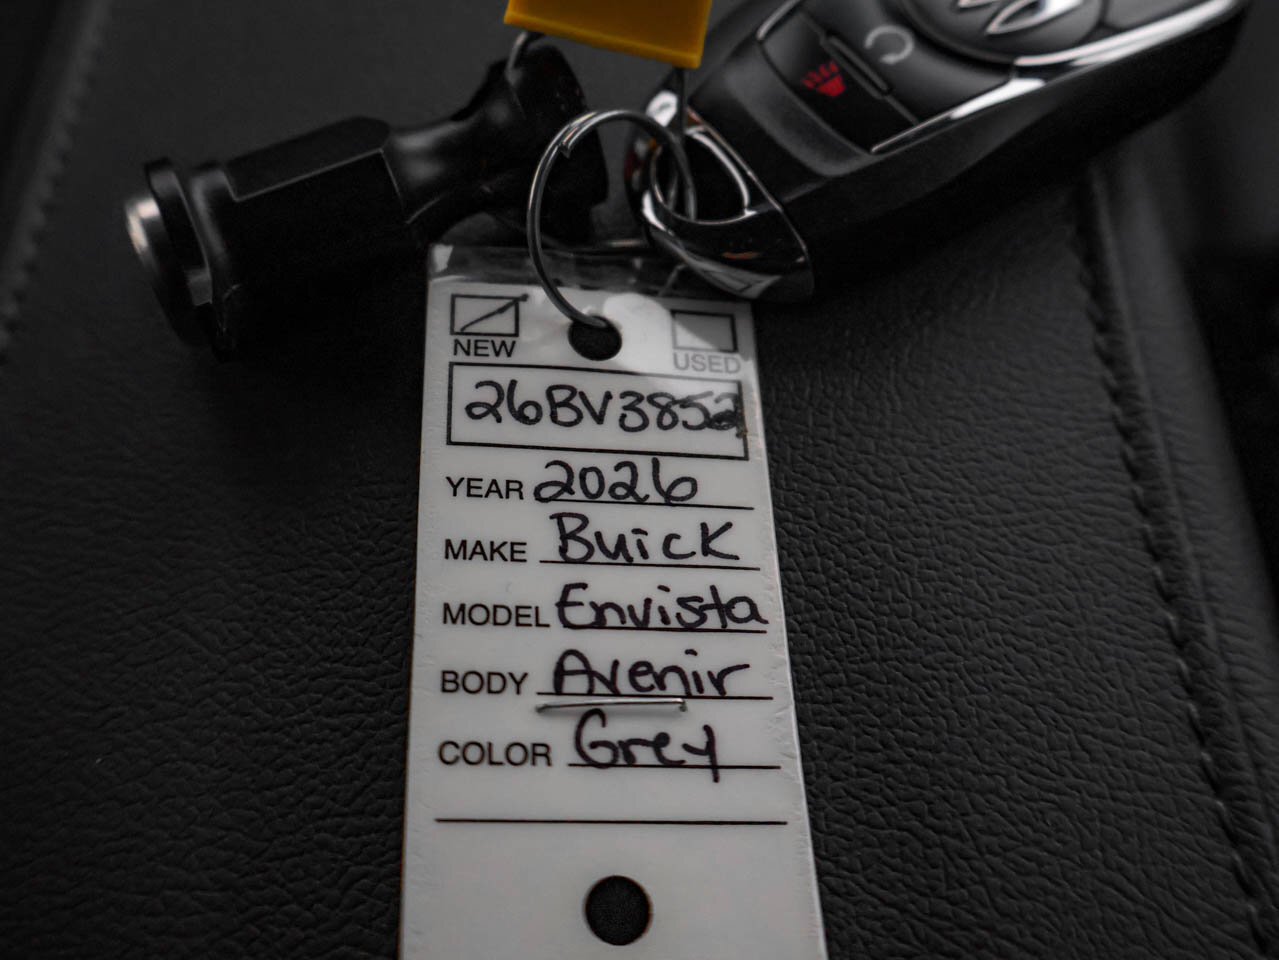 NEW USED
26BV3852
YEAR 2026
MAKE Buick
MODEL Envista
BODY Avenir
COLOR Grey